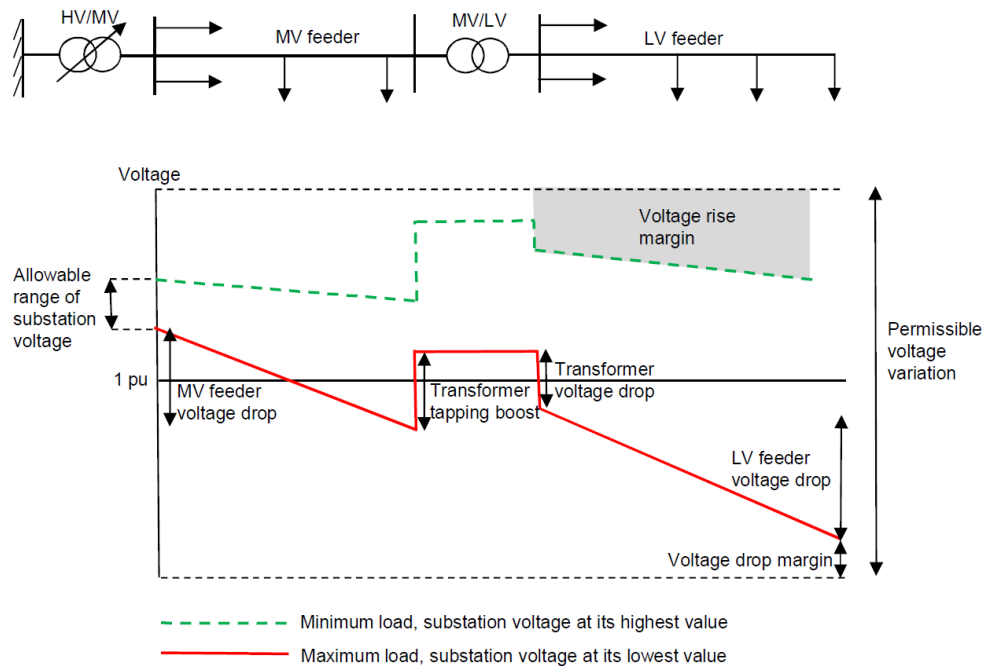 HV/MV
MV feeder
MV/LV
LV feeder
Voltage
Voltage rise
margin
Allowable
range of
substation
voltage
Permissible
voltage
variation
1 pu
MV feeder
voltage drop
Transformer
tapping boost
Transformer
voltage drop
LV feeder
voltage drop
Voltage drop margin
Minimum load, substation voltage at its highest value
Maximum load, substation voltage at its lowest value